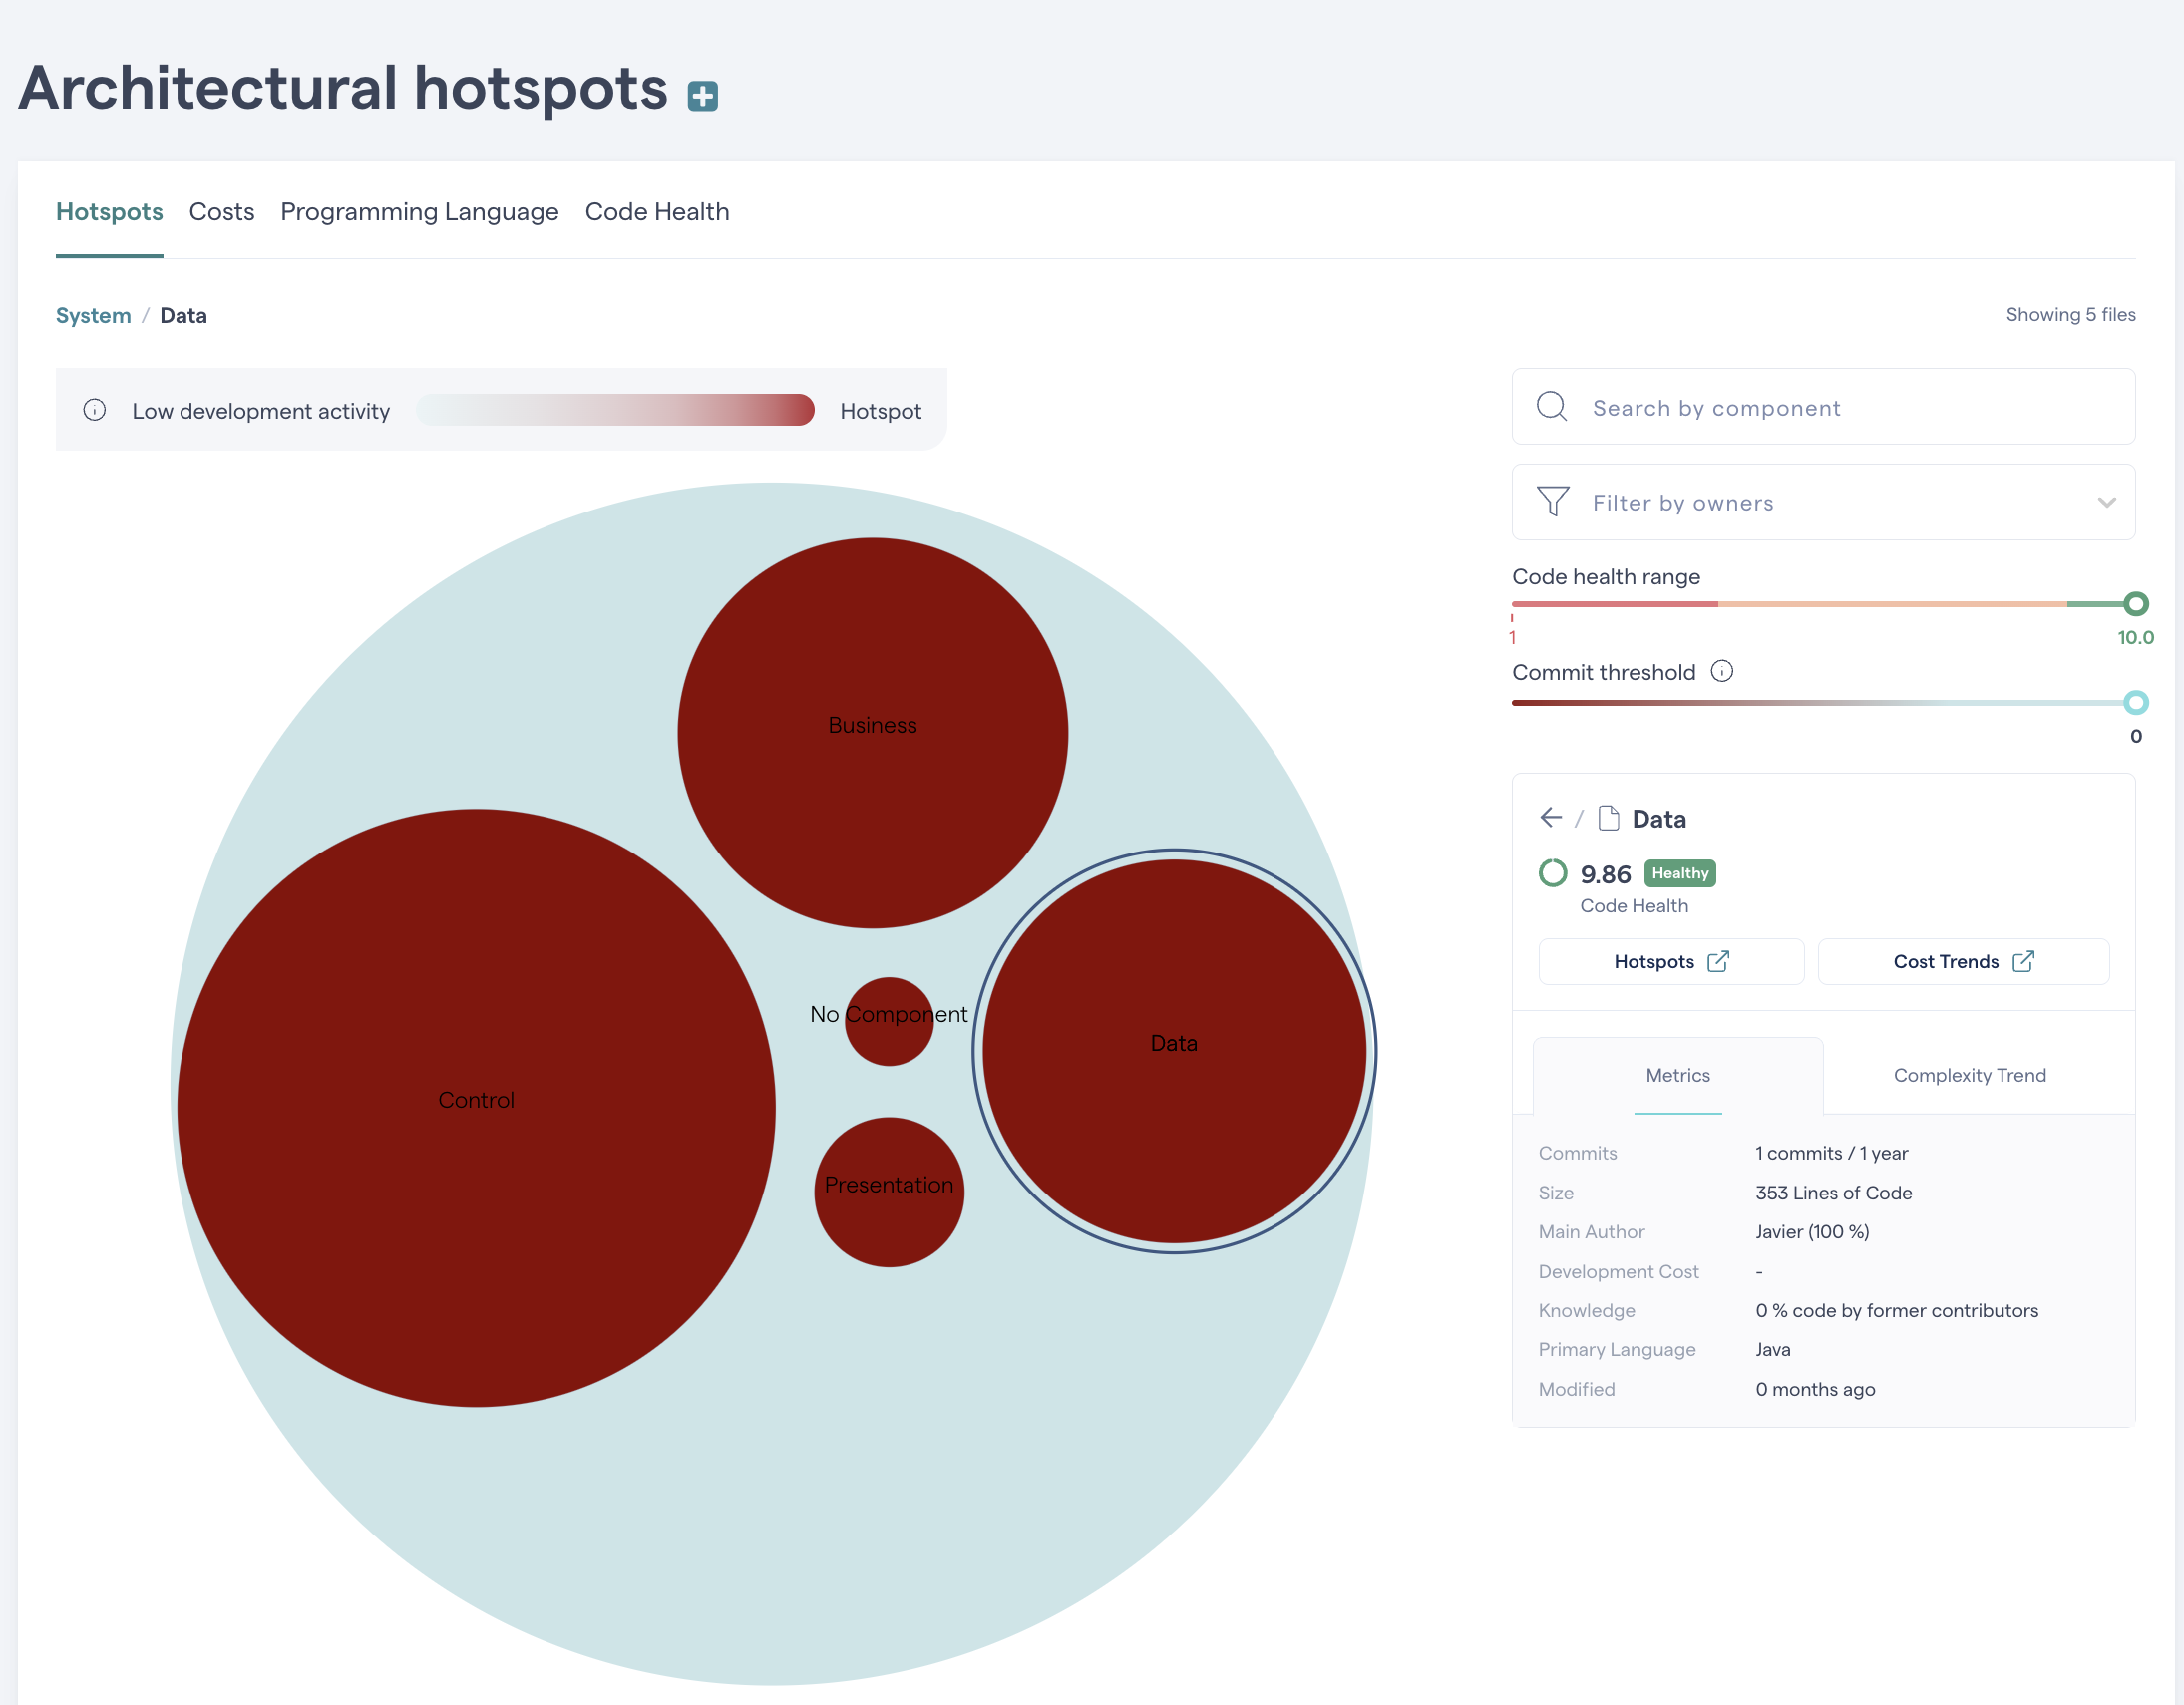 Architectural hotspots
Hotspots Costs Programming Language Code Health
System / Data
Showing 5 files
Low development activity Hotspot
Search by component
Filter by owners
Code health range
1 10.0
Commit threshold
0
Business
Control
No Component
Data
Presentation
/ Data
9.86 Healthy
Code Health
Hotspots Cost Trends
Metrics Complexity Trend
Commits 1 commits / 1 year
Size 353 Lines of Code
Main Author Javier (100 %)
Development Cost -
Knowledge 0 % code by former contributors
Primary Language Java
Modified 0 months ago